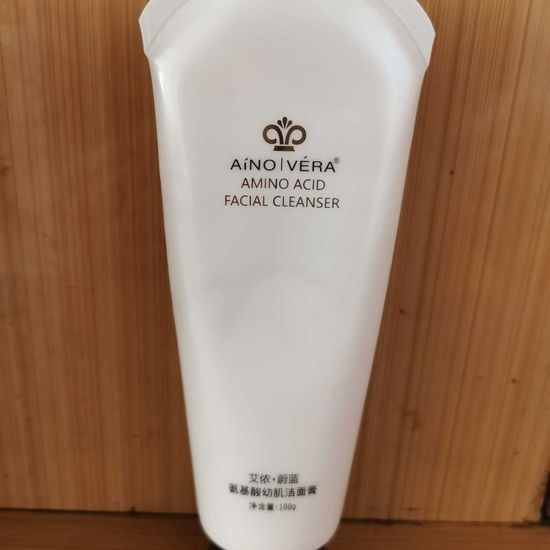 AíNO|VÉRA®
AMINO ACID
FACIAL CLEANSER
艾侬·蔚蓝
氨基酸幼肌洁面膏
净含量:100g